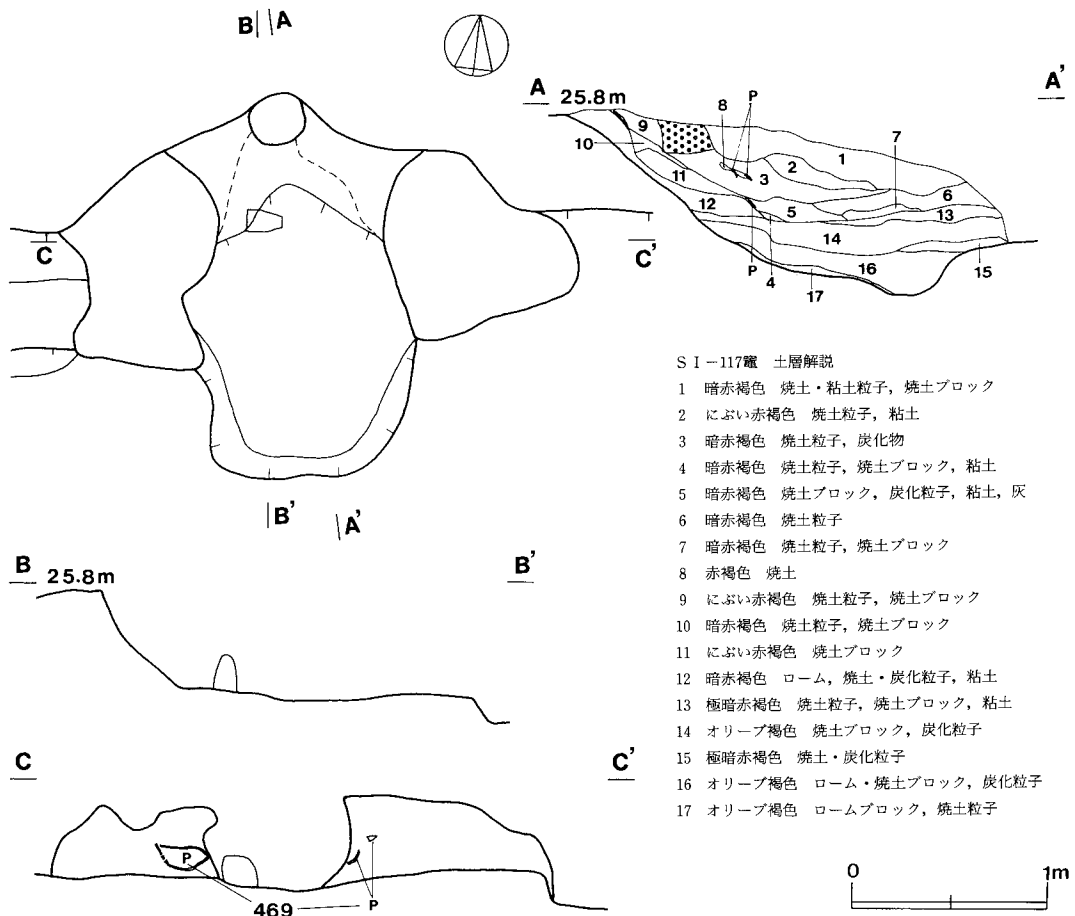 B A
A A'
25.8m
8 P
9 7
10 2 1
11 3 6
12 5 13
14
P 4 17 16 15
C C'
B' A'
SI-117竈 土層解説
1 暗赤褐色 焼土・粘土粒子，焼土ブロック
2 にぶい赤褐色 焼土粒子，粘土
3 暗赤褐色 焼土粒子，炭化物
4 暗赤褐色 焼土粒子，焼土ブロック，粘土
5 暗赤褐色 焼土ブロック，炭化粒子，粘土，灰
6 暗赤褐色 焼土粒子
7 暗赤褐色 焼土粒子，焼土ブロック
8 赤褐色 焼土
9 にぶい赤褐色 焼土粒子，焼土ブロック
10 暗赤褐色 焼土粒子，焼土ブロック
11 にぶい赤褐色 焼土ブロック
12 暗赤褐色 ローム，焼土・炭化粒子，粘土
13 極暗赤褐色 焼土粒子，焼土ブロック，粘土
14 オリーブ褐色 焼土ブロック，炭化粒子
15 極暗赤褐色 焼土・炭化粒子
16 オリーブ褐色 ローム・焼土ブロック，炭化粒子
17 オリーブ褐色 ロームブロック，焼土粒子
B 25.8m B'
C C'
P
469 P
0 1m